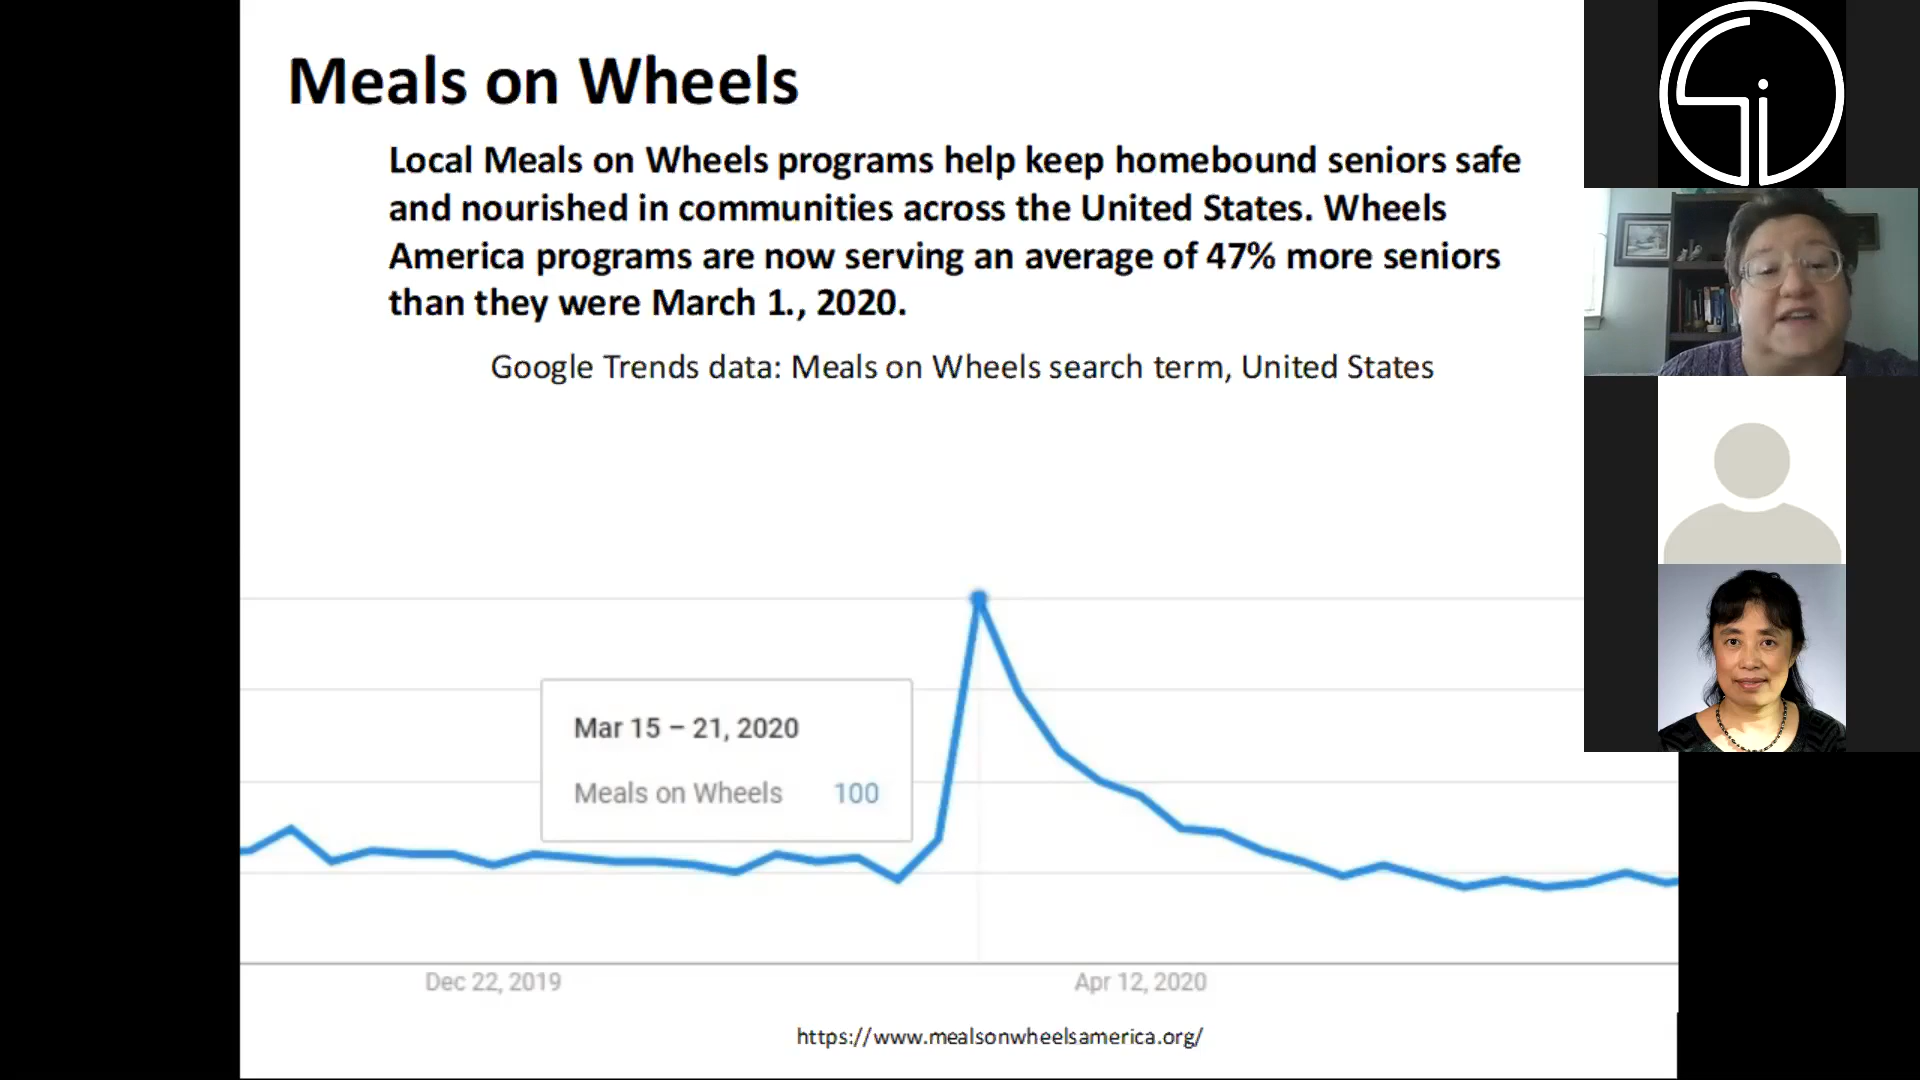 Meals on Wheels
Local Meals on Wheels programs help keep homebound seniors safe
and nourished in communities across the United States. Wheels
America programs are now serving an average of 47% more seniors
than they were March 1., 2020.
Google Trends data: Meals on Wheels search term, United States
Mar 15 – 21, 2020
Meals on Wheels 100
Dec 22, 2019
Apr 12, 2020
https://www.mealsonwheelsamerica.org/